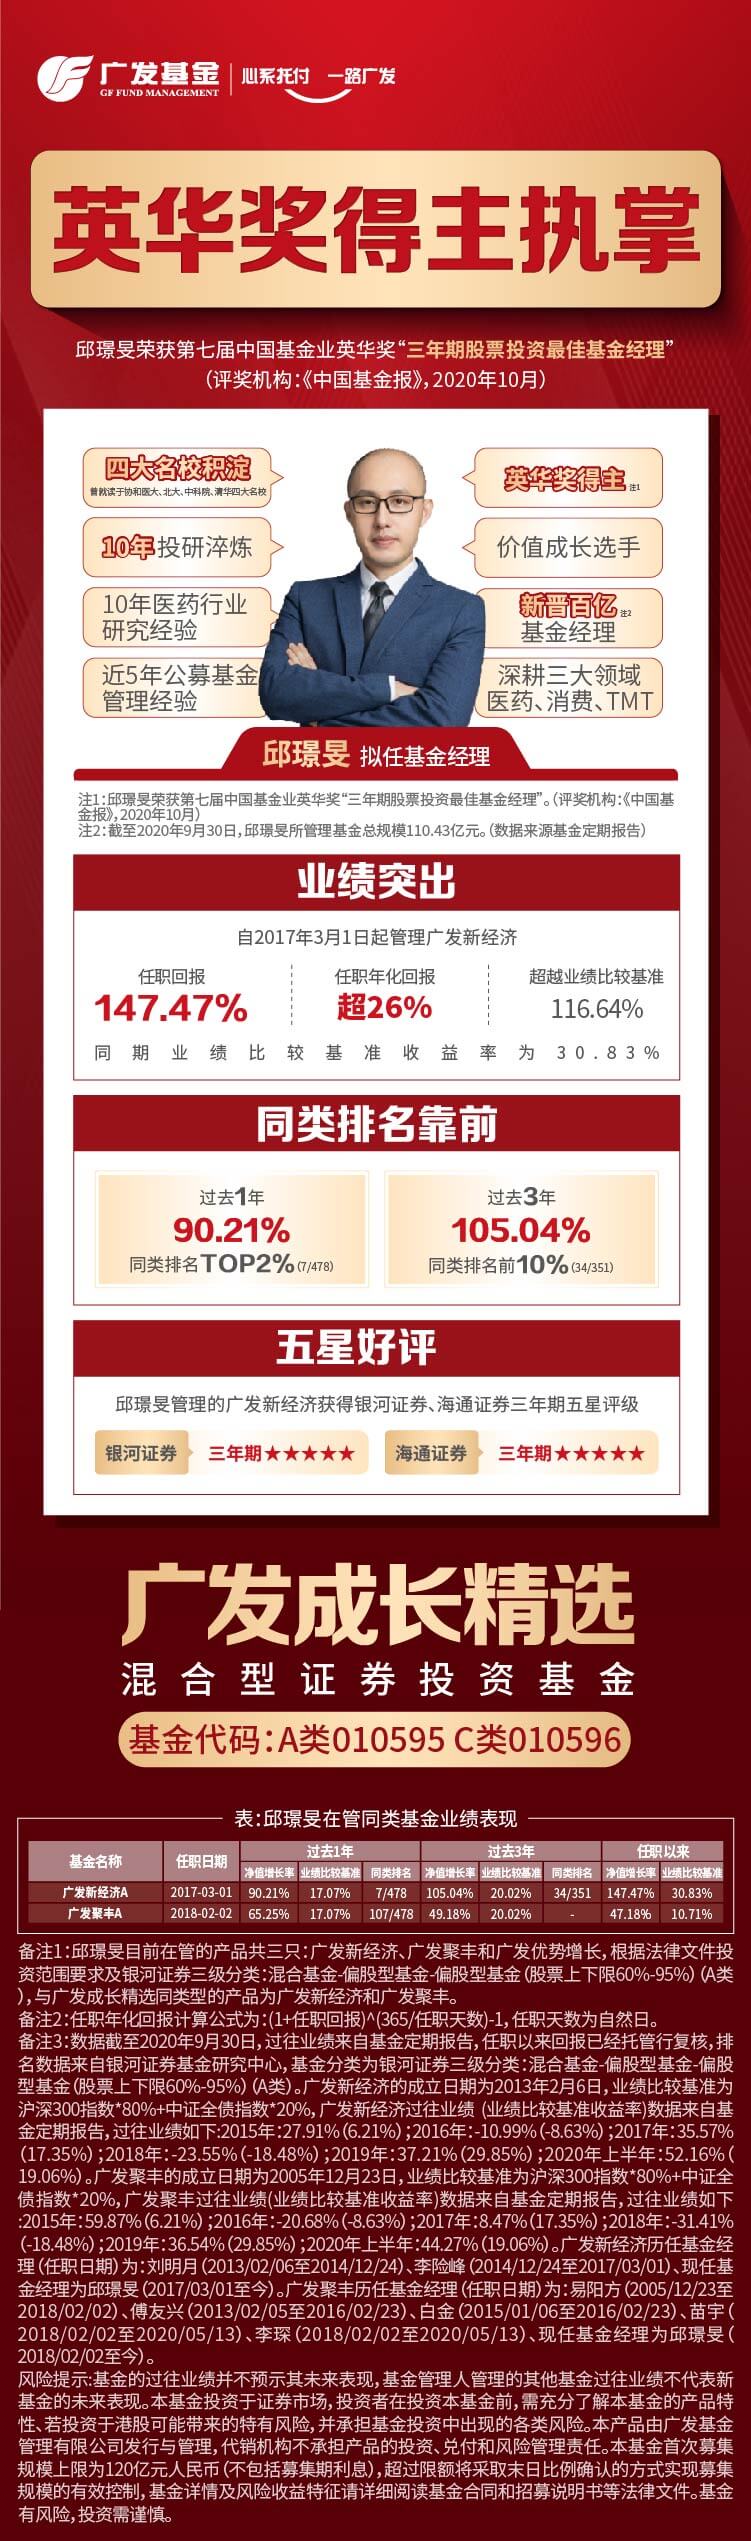 广发基金 心系托付 一路广发
GF FUND MANAGEMENT
英华奖得主执掌
邱璟旻荣获第七届中国基金业英华奖“三年期股票投资最佳基金经理”
（评奖机构：《中国基金报》，2020年10月）
四大名校积淀
曾就读于协和医大、北大、中科院、清华四大名校
10年投研淬炼
10年医药行业
研究经验
近5年公募基金
管理经验
英华奖得主 注1
价值成长选手
新晋百亿 注2
基金经理
深耕三大领域
医药、消费、TMT
邱璟旻 拟任基金经理
注1：邱璟旻荣获第七届中国基金业英华奖“三年期股票投资最佳基金经理”。（评奖机构：《中国基
金报》，2020年10月）
注2：截至2020年9月30日，邱璟旻所管理基金总规模110.43亿元。（数据来源基金定期报告）
业绩突出
自2017年3月1日起管理广发新经济
任职回报 任职年化回报 超越业绩比较基准
147.47% 超26% 116.64%
同期业绩比较基准收益率为30.83%
同类排名靠前
过去1年
90.21%
同类排名TOP2%（7/478）
过去3年
105.04%
同类排名前10%（34/351）
五星好评
邱璟旻管理的广发新经济获得银河证券、海通证券三年期五星评级
银河证券 三年期★★★★★ 海通证券 三年期★★★★★
广发成长精选
混合型证券投资基金
基金代码：A类010595 C类010596
表：邱璟旻在管同类基金业绩表现
基金名称 任职日期 过去1年 过去3年 任职以来
净值增长率 业绩比较基准 同类排名 净值增长率 业绩比较基准 同类排名 净值增长率 业绩比较基准
广发新经济A 2017-03-01 90.21% 17.07% 7/478 105.04% 20.02% 34/351 147.47% 30.83%
广发聚丰A 2018-02-02 65.25% 17.07% 107/478 49.18% 20.02% - 47.18% 10.71%
备注1：邱璟旻目前在管的产品共三只：广发新经济、广发聚丰和广发优势增长，根据法律文件投
资范围要求及银河证券三级分类：混合基金-偏股型基金-偏股型基金（股票上下限60%-95%）（A类
），与广发成长精选同类型的产品为广发新经济和广发聚丰。
备注2：任职年化回报计算公式为：(1+任职回报)^(365/任职天数)-1，任职天数为自然日。
备注3：数据截至2020年9月30日，过往业绩来自基金定期报告，任职以来回报已经托管行复核，排
名数据来自银河证券基金研究中心，基金分类为银河证券三级分类：混合基金-偏股型基金-偏股
型基金（股票上下限60%-95%）（A类）。广发新经济的成立日期为2013年2月6日，业绩比较基准为
沪深300指数*80%+中证全债指数*20%，广发新经济过往业绩 (业绩比较基准收益率)数据来自基
金定期报告，过往业绩如下:2015年：27.91%（6.21%）；2016年：-10.99%（-8.63%）；2017年：35.57%
（17.35%）；2018年：-23.55%（-18.48%）；2019年：37.21%（29.85%）；2020年上半年：52.16%（
19.06%）。广发聚丰的成立日期为2005年12月23日，业绩比较基准为沪深300指数*80%+中证全
债指数*20%，广发聚丰过往业绩(业绩比较基准收益率)数据来自基金定期报告，过往业绩如下
:2015年：59.87%（6.21%）；2016年：-20.68%（-8.63%）；2017年：8.47%（17.35%）；2018年：-31.41%
（-18.48%）；2019年：36.54%（29.85%）；2020年上半年：44.27%（19.06%）。广发新经济历任基金经
理（任职日期）为：刘明月（2013/02/06至2014/12/24）、李险峰（2014/12/24至2017/03/01）、现任基
金经理为邱璟旻（2017/03/01至今）。广发聚丰历任基金经理（任职日期）为：易阳方（2005/12/23至
2018/02/02）、傅友兴（2013/02/05至2016/02/23）、白金（2015/01/06至2016/02/23）、苗宇（
2018/02/02至2020/05/13）、李琛（2018/02/02至2020/05/13）、现任基金经理为邱璟旻（
2018/02/02至今）。
风险提示:基金的过往业绩并不预示其未来表现，基金管理人管理的其他基金过往业绩不代表新
基金的未来表现。本基金投资于证券市场，投资者在投资本基金前，需充分了解本基金的产品特
性、若投资于港股可能带来的特有风险，并承担基金投资中出现的各类风险。本产品由广发基金
管理有限公司发行与管理，代销机构不承担产品的投资、兑付和风险管理责任。本基金首次募集
规模上限为120亿元人民币（不包括募集期利息），超过限额将采取末日比例确认的方式实现募集
规模的有效控制，基金详情及风险收益特征请详细阅读基金合同和招募说明书等法律文件。基金
有风险，投资需谨慎。